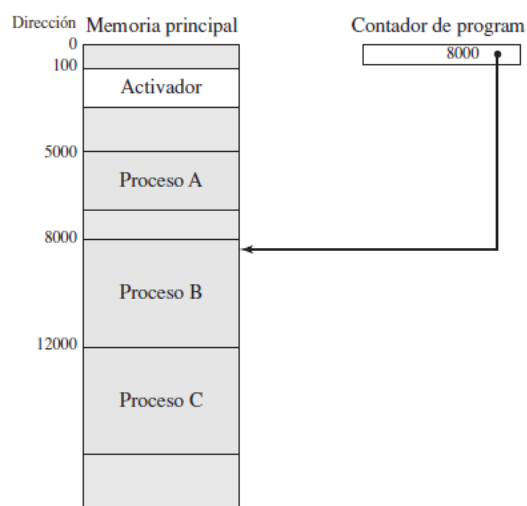 Dirección Memoria principal
Contador de program
0
8000
100
Activador
5000
Proceso A
8000
Proceso B
12000
Proceso C